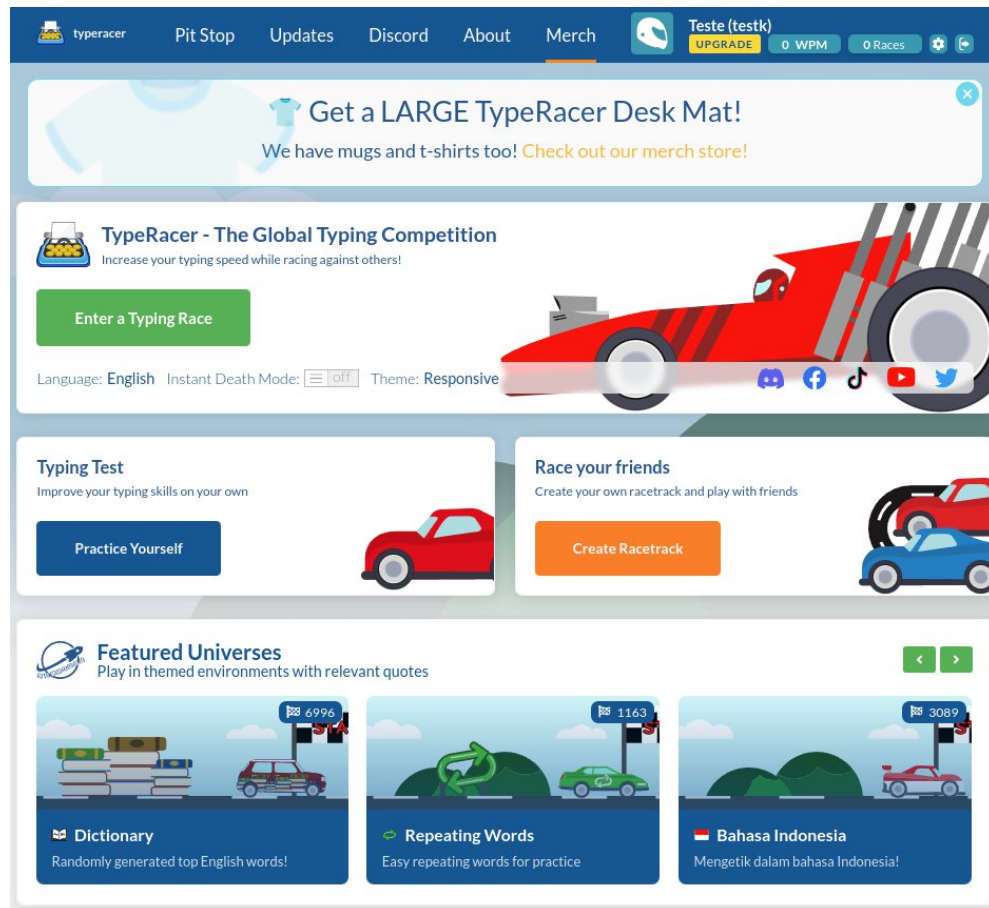 typeracer
Pit Stop
Updates
Discord
About
Merch
Teste (testk)
UPGRADE
0 WPM
0 Races
Get a LARGE TypeRacer Desk Mat!
We have mugs and t-shirts too! Check out our merch store!
TypeRacer - The Global Typing Competition
Increase your typing speed while racing against others!
Enter a Typing Race
Language: English Instant Death Mode: off Theme: Responsive
Typing Test
Improve your typing skills on your own
Practice Yourself
Race your friends
Create your own racetrack and play with friends
Create Racetrack
Featured Universes
Play in themed environments with relevant quotes
6996
STA
Dictionary
Randomly generated top English words!
1163
ST
Repeating Words
Easy repeating words for practice
3089
ST
Bahasa Indonesia
Mengetik dalam bahasa Indonesia!